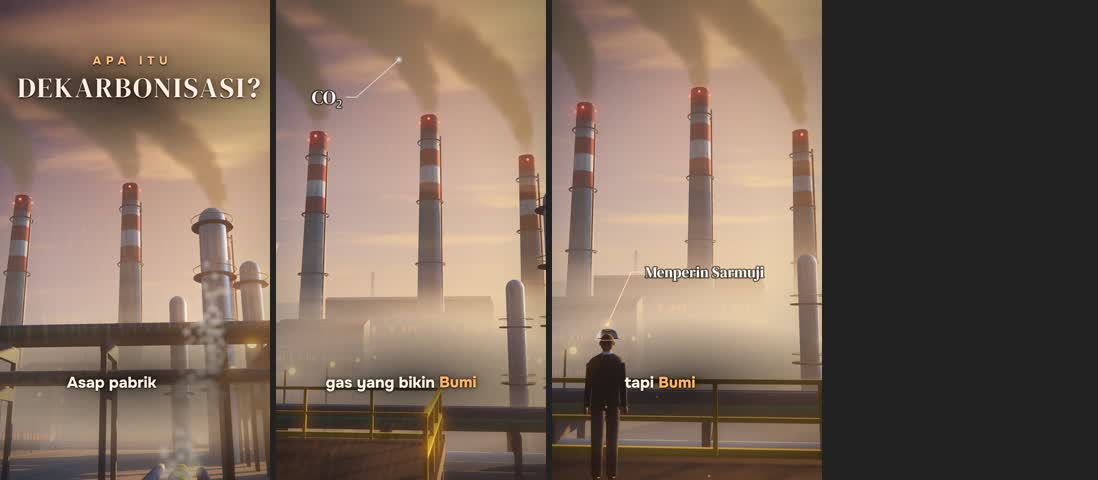 APA ITU
DEKARBONISASI?
Asap pabrik
CO₂
gas yang bikin Bumi
Menperin Sarmuji
tapi Bumi